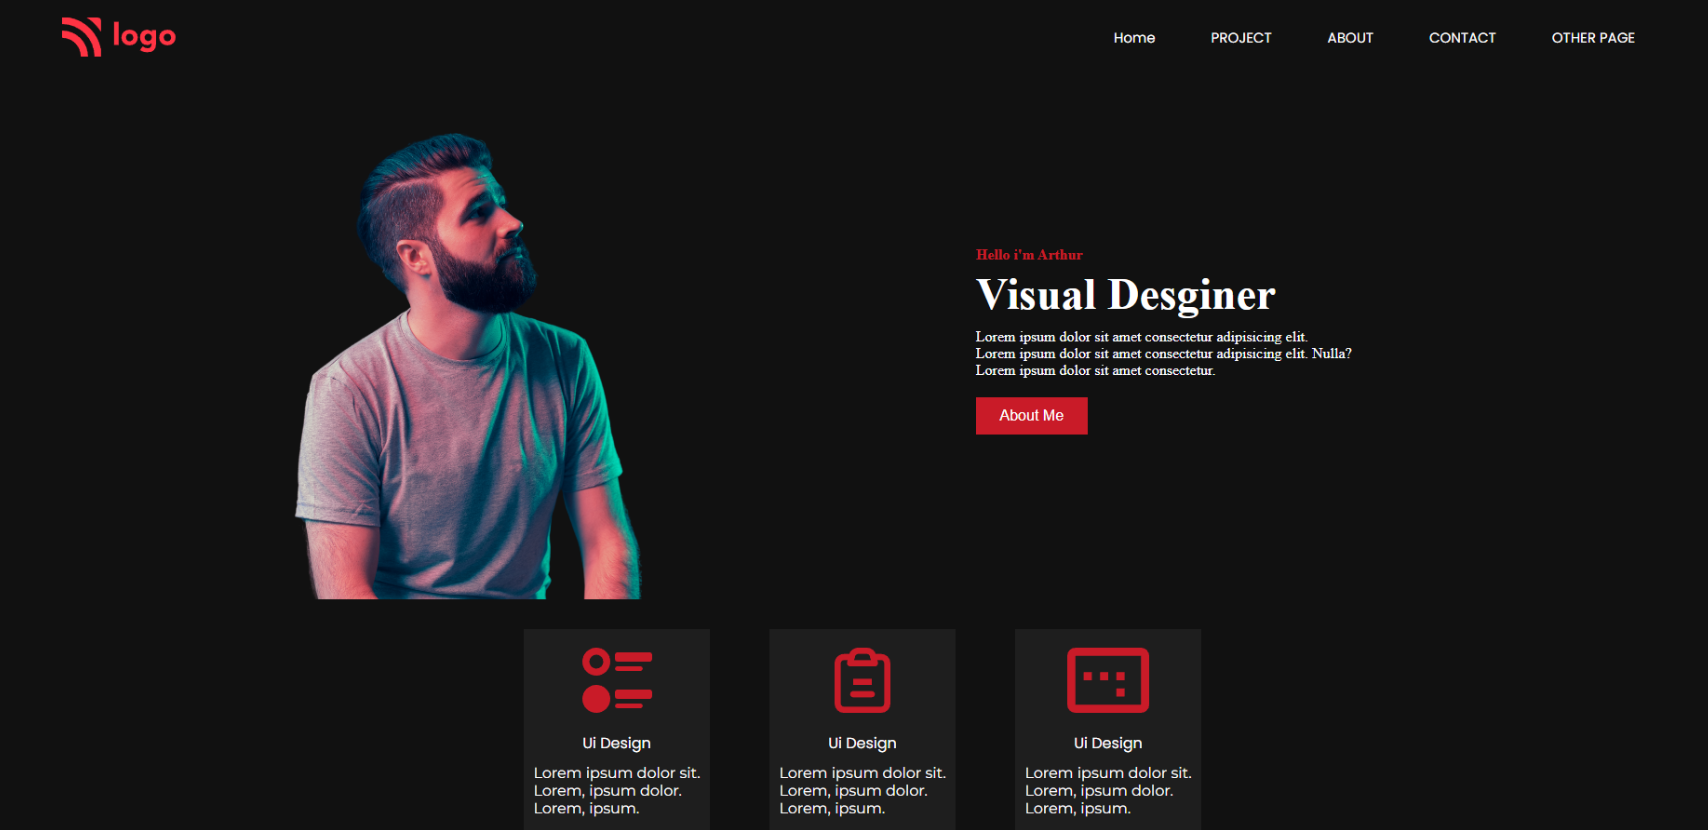 logo
Home PROJECT ABOUT CONTACT OTHER PAGE
Hello i'm Arthur
Visual Desginer
Lorem ipsum dolor sit amet consectetur adipisicing elit.
Lorem ipsum dolor sit amet consectetur adipisicing elit. Nulla?
Lorem ipsum dolor sit amet consectetur.
About Me
Ui Design
Lorem ipsum dolor sit.
Lorem, ipsum dolor.
Lorem, ipsum.
Ui Design
Lorem ipsum dolor sit.
Lorem, ipsum dolor.
Lorem, ipsum.
Ui Design
Lorem ipsum dolor sit.
Lorem, ipsum dolor.
Lorem, ipsum.